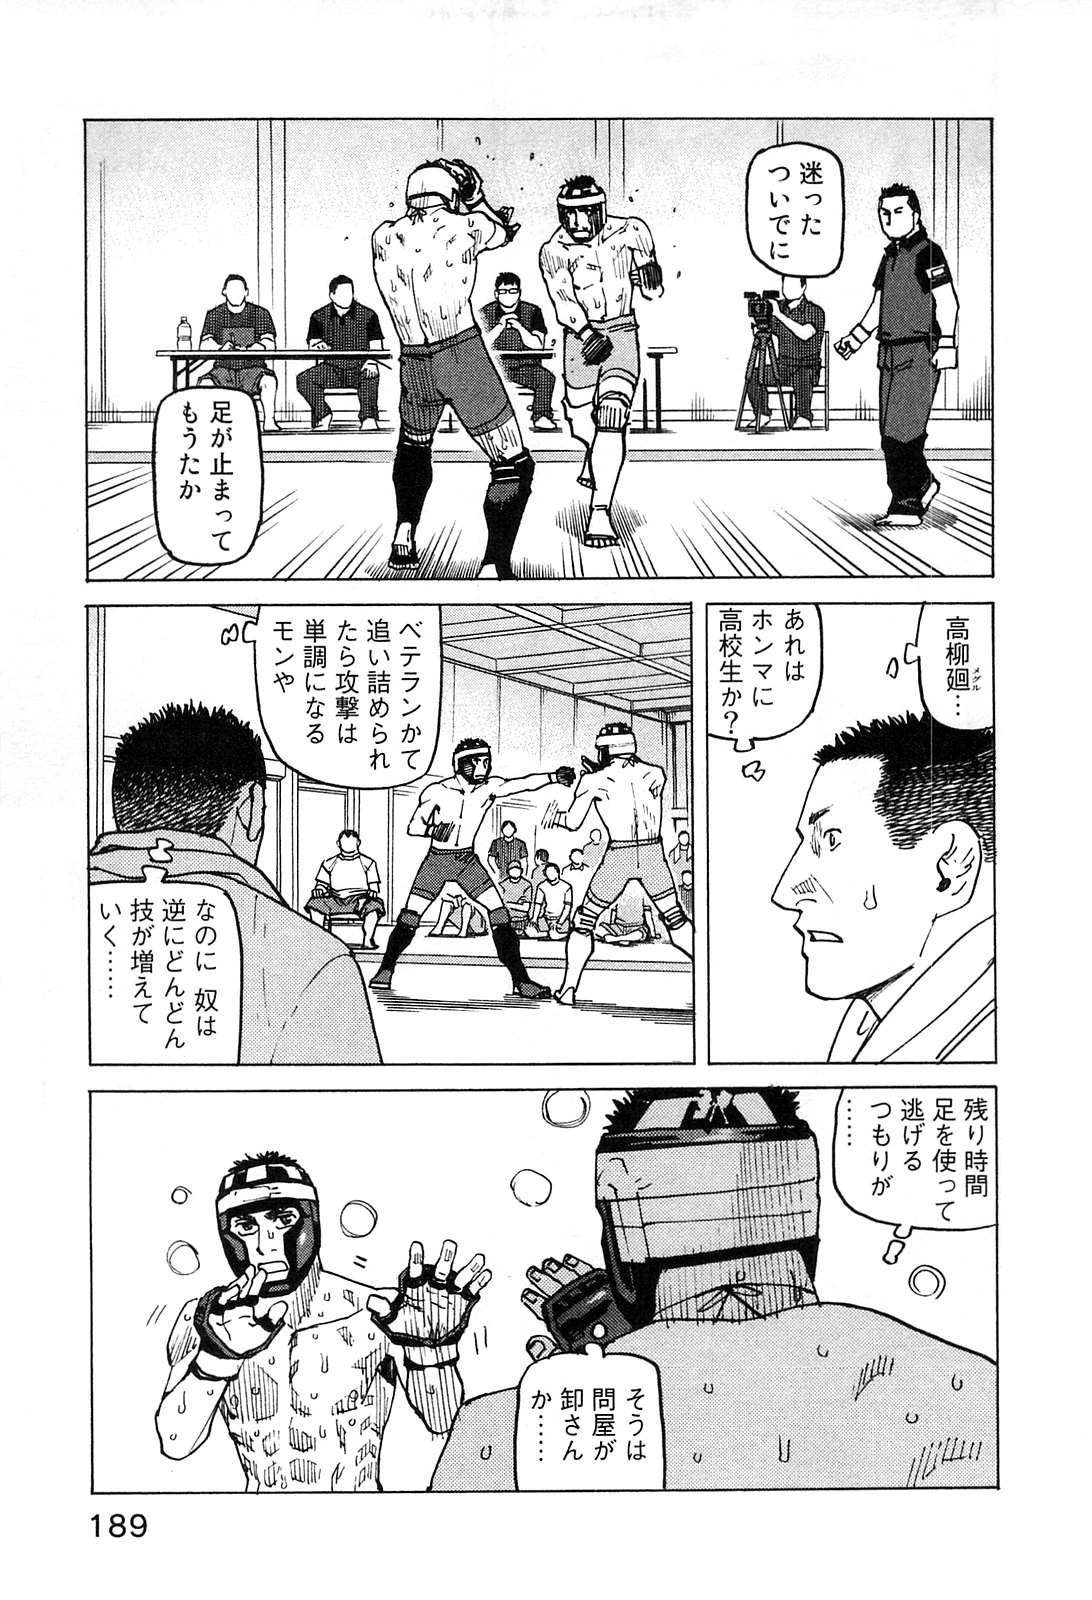 迷った
ついでに
足が止まって
もうたか
高柳廻…
メグル
あれは
ホンマに
高校生か？
ベテランかて
追い詰められ
たら攻撃は
単調になる
モンや
なのに 奴は
逆にどんどん
技が増えて
いく……
残り時間
足を使って
逃げる
つもりが
……
そうは
問屋が
卸さん
か……
189